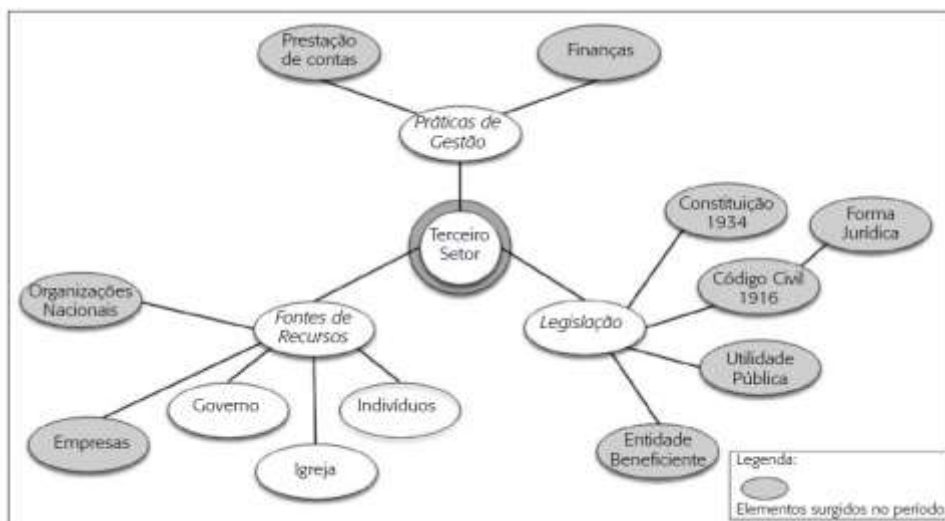 Prestação
de contas
Finanças
Práticas de
Gestão
Constituição
1934
Forma
Jurídica
Terceiro
Setor
Organizações
Nacionais
Código Civil
1916
Fontes de
Recursos
Legislação
Utilidade
Pública
Governo
Indivíduos
Empresas
Igreja
Entidade
Beneficiente
Legenda:
Elementos surgidos no período